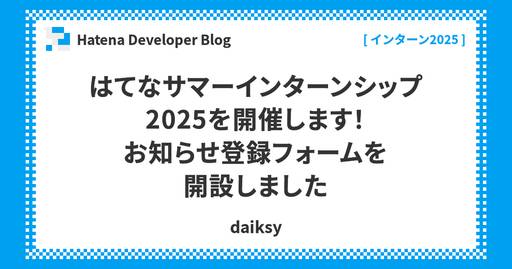 Hatena Developer Blog
[ インターン2025 ]
はてなサマーインターンシップ
2025を開催します!
お知らせ登録フォームを
開設しました
daiksy